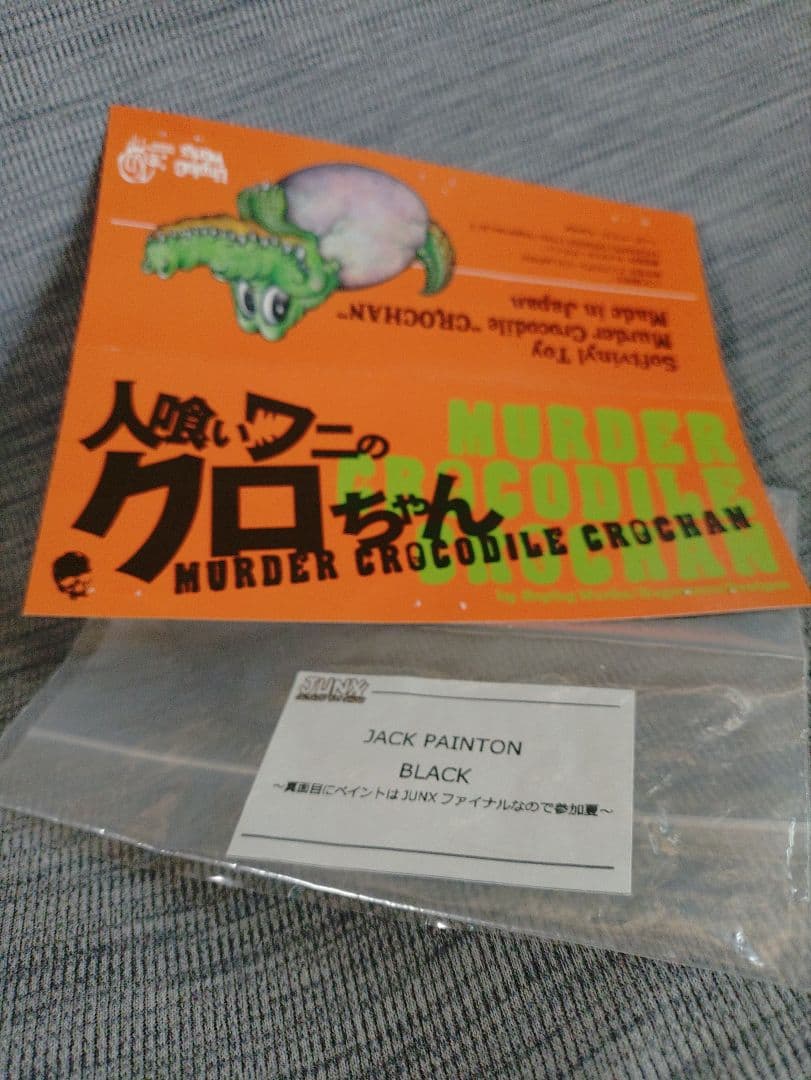 Softvinyl Toy
Murder Crocodile "CROCHAN"
Made in Japan
人喰いワニの
クロちゃん
MURDER CROCODILE CROCHAN
MURDER
CROCODILE
CROCHAN
by
JUNX
JACK PAINTON
BLACK
～真面目にペイントはJUNXファイナルなので参加夏～